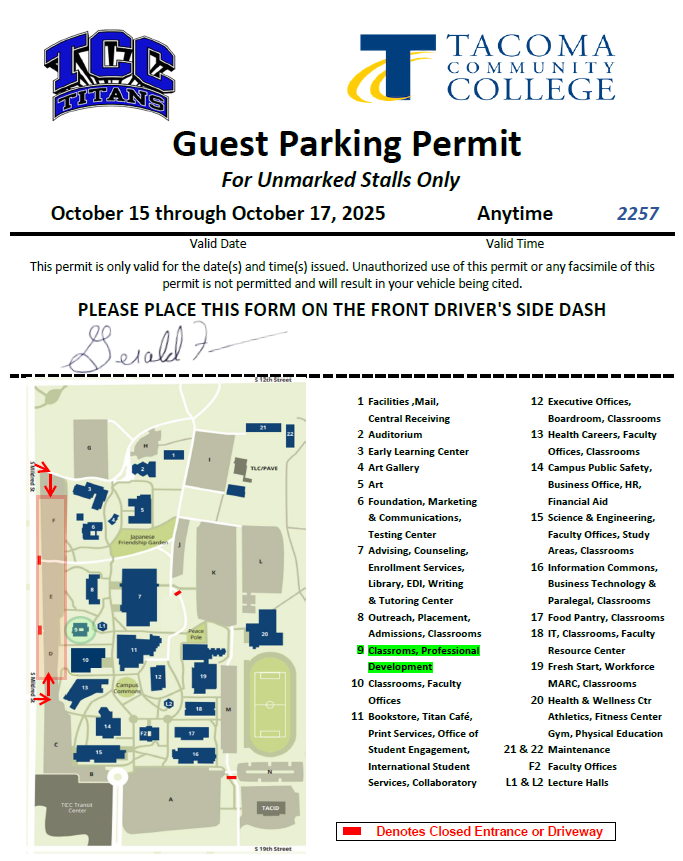 TCC
TITANS
TACOMA
COMMUNITY
COLLEGE
Guest Parking Permit
For Unmarked Stalls Only
October 15 through October 17, 2025 Anytime 2257
Valid Date Valid Time
This permit is only valid for the date(s) and time(s) issued. Unauthorized use of this permit or any facsimile of this
permit is not permitted and will result in your vehicle being cited.
PLEASE PLACE THIS FORM ON THE FRONT DRIVER'S SIDE DASH
Gerald F
S 12th Street
21
22
G
H
1
I
2
TLC/PAVE
S Mildred St
3
5
4
6
F
Japanese
Friendship Garden
J
K
L
E
8
7
9
L1
Peace
Pole
20
D
10
11
12
19
S Mildred St
13
Campus
Commons
L2
18
M
14
F2
17
C
15
16
B
N
A
TCC Transit
Center
TACID
S 19th Street
1 Facilities ,Mail,
Central Receiving
2 Auditorium
3 Early Learning Center
4 Art Gallery
5 Art
6 Foundation, Marketing
& Communications,
Testing Center
7 Advising, Counseling,
Enrollment Services,
Library, EDI, Writing
& Tutoring Center
8 Outreach, Placement,
Admissions, Classrooms
9 Classroms, Professional
Development
10 Classrooms, Faculty
Offices
11 Bookstore, Titan Café,
Print Services, Office of
Student Engagement,
International Student
Services, Collaboratory
12 Executive Offices,
Boardroom, Classrooms
13 Health Careers, Faculty
Offices, Classrooms
14 Campus Public Safety,
Business Office, HR,
Financial Aid
15 Science & Engineering,
Faculty Offices, Study
Areas, Classrooms
16 Information Commons,
Business Technology &
Paralegal, Classrooms
17 Food Pantry, Classrooms
18 IT, Classrooms, Faculty
Resource Center
19 Fresh Start, Workforce
MARC, Classrooms
20 Health & Wellness Ctr
Athletics, Fitness Center
Gym, Physical Education
21 & 22 Maintenance
F2 Faculty Offices
L1 & L2 Lecture Halls
Denotes Closed Entrance or Driveway